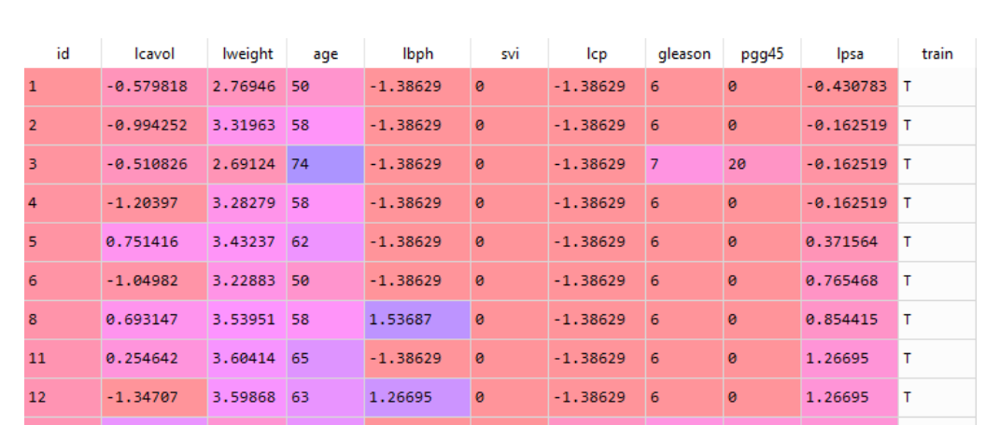 id lcavol lweight age lbph svi lcp gleason pgg45 lpsa train
1 -0.579818 2.76946 50 -1.38629 0 -1.38629 6 0 -0.430783 T
2 -0.994252 3.31963 58 -1.38629 0 -1.38629 6 0 -0.162519 T
3 -0.510826 2.69124 74 -1.38629 0 -1.38629 7 20 -0.162519 T
4 -1.20397 3.28279 58 -1.38629 0 -1.38629 6 0 -0.162519 T
5 0.751416 3.43237 62 -1.38629 0 -1.38629 6 0 0.371564 T
6 -1.04982 3.22883 50 -1.38629 0 -1.38629 6 0 0.765468 T
8 0.693147 3.53951 58 1.53687 0 -1.38629 6 0 0.854415 T
11 0.254642 3.60414 65 -1.38629 0 -1.38629 6 0 1.26695 T
12 -1.34707 3.59868 63 1.26695 0 -1.38629 6 0 1.26695 T